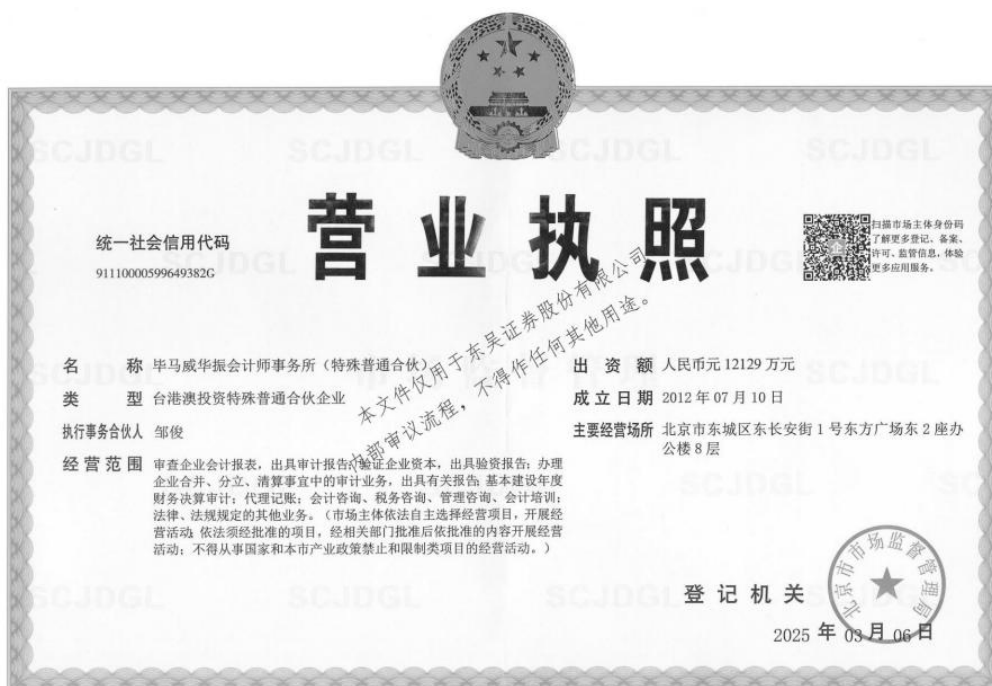 营业执照
统一社会信用代码
91110000599649382G
扫描市场主体身份码
了解更多登记、备案、
许可、监管信息，体验
更多应用服务。
名称 毕马威华振会计师事务所（特殊普通合伙）
类型 台港澳投资特殊普通合伙企业
执行事务合伙人 邹俊
经营范围 审查企业会计报表，出具审计报告；验证企业资本，出具验资报告；办理
企业合并、分立、清算事宜中的审计业务，出具有关报告；基本建设年度
财务决算审计；代理记账；会计咨询、税务咨询、管理咨询、会计培训；
法律、法规规定的其他业务。（市场主体依法自主选择经营项目，开展经
营活动；依法须经批准的项目，经相关部门批准后依批准的内容开展经营
活动；不得从事国家和本市产业政策禁止和限制类项目的经营活动。）
出资额 人民币元 12129 万元
成立日期 2012 年 07 月 10 日
主要经营场所 北京市东城区东长安街 1 号东方广场东 2 座办
公楼 8 层
本文件仅用于东吴证券股份有限公司
内部审议流程，不得作任何其他用途。
登记机关
北京市市场监督管理局
2025 年 03 月 06 日
SCJDGL SCJDGL SCJDGL SCJDGL
SCJDGL SCJDGL SCJDGL
SCJDGL SCJDGL
SCJDGL
SCJDGL SCJDGL SCJDGL